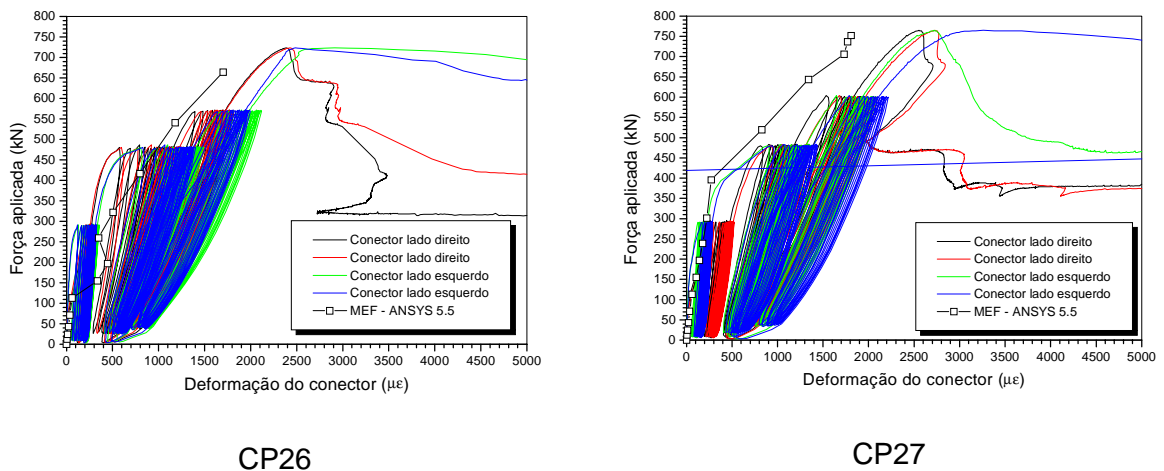 800
750
700
650
600
550
500
450
400
350
300
250
200
150
100
50
0
Força aplicada (kN)
Conector lado direito
Conector lado direito
Conector lado esquerdo
Conector lado esquerdo
MEF - ANSYS 5.5
0 500 1000 1500 2000 2500 3000 3500 4000 4500 5000
Deformação do conector (με)
CP26
800
750
700
650
600
550
500
450
400
350
300
250
200
150
100
50
0
Força aplicada (kN)
Conector lado direito
Conector lado direito
Conector lado esquerdo
Conector lado esquerdo
MEF - ANSYS 5.5
0 500 1000 1500 2000 2500 3000 3500 4000 4500 5000
Deformação do conector (με)
CP27